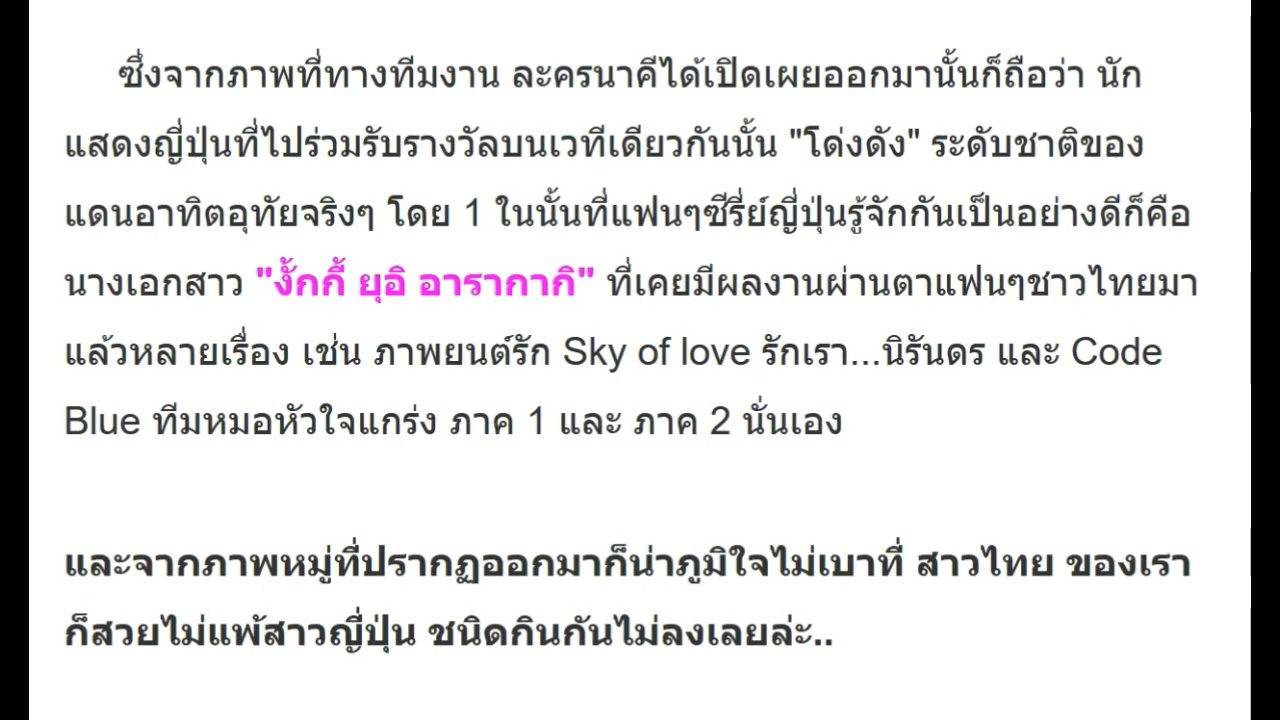 ซึ่งจากภาพที่ทางทีมงาน ละครนาคีได้เปิดเผยออกมานั้นก็ถือว่า นัก
แสดงญี่ปุ่นที่ไปร่วมรับรางวัลบนเวทีเดียวกันนั้น "โด่งดัง" ระดับชาติของ
แดนอาทิตอุทัยจริงๆ โดย 1 ในนั้นที่แฟนๆซีรี่ย์ญี่ปุ่นรู้จักกันเป็นอย่างดีก็คือ
นางเอกสาว "งั้กกี้ ยุอิ อารากากิ" ที่เคยมีผลงานผ่านตาแฟนๆชาวไทยมา
แล้วหลายเรื่อง เช่น ภาพยนต์รัก Sky of love รักเรา...นิรันดร และ Code
Blue ทีมหมอหัวใจแกร่ง ภาค 1 และ ภาค 2 นั่นเอง
และจากภาพหมู่ที่ปรากฏออกมาก็น่าภูมิใจไม่เบาที่ สาวไทย ของเรา
ก็สวยไม่แพ้สาวญี่ปุ่น ชนิดกินกันไม่ลงเลยล่ะ..